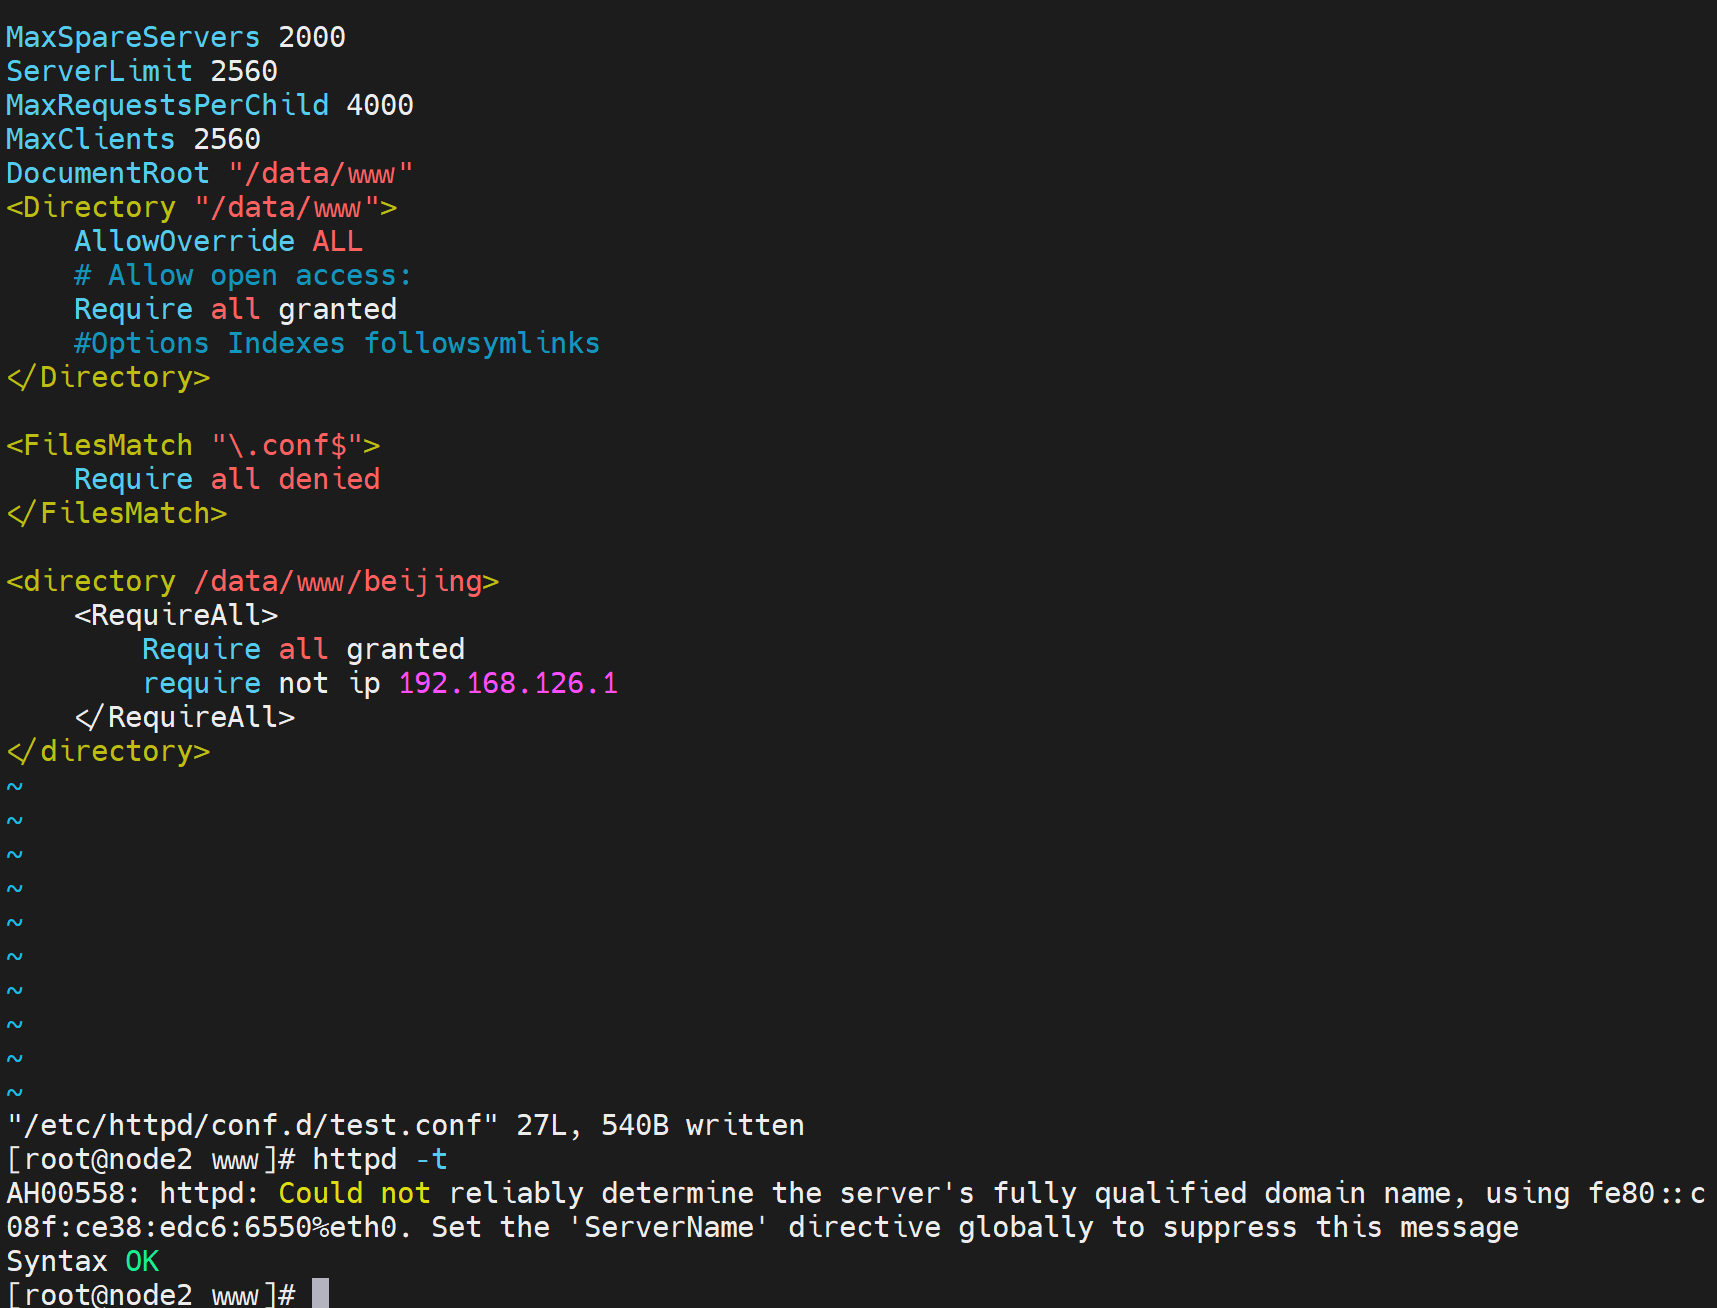 MaxSpareServers 2000
ServerLimit 2560
MaxRequestsPerChild 4000
MaxClients 2560
DocumentRoot "/data/www"
<Directory "/data/www">
    AllowOverride ALL
    # Allow open access:
    Require all granted
    #Options Indexes followsymlinks
</Directory>

<FilesMatch "\.conf$">
    Require all denied
</FilesMatch>

<directory /data/www/beijing>
    <RequireAll>
        Require all granted
        require not ip 192.168.126.1
    </RequireAll>
</directory>
~
~
~
~
~
~
~
~
~
~
"/etc/httpd/conf.d/test.conf" 27L, 540B written
[root@node2 www]# httpd -t
AH00558: httpd: Could not reliably determine the server's fully qualified domain name, using fe80::c
08f:ce38:edc6:6550%eth0. Set the 'ServerName' directive globally to suppress this message
Syntax OK
[root@node2 www]#